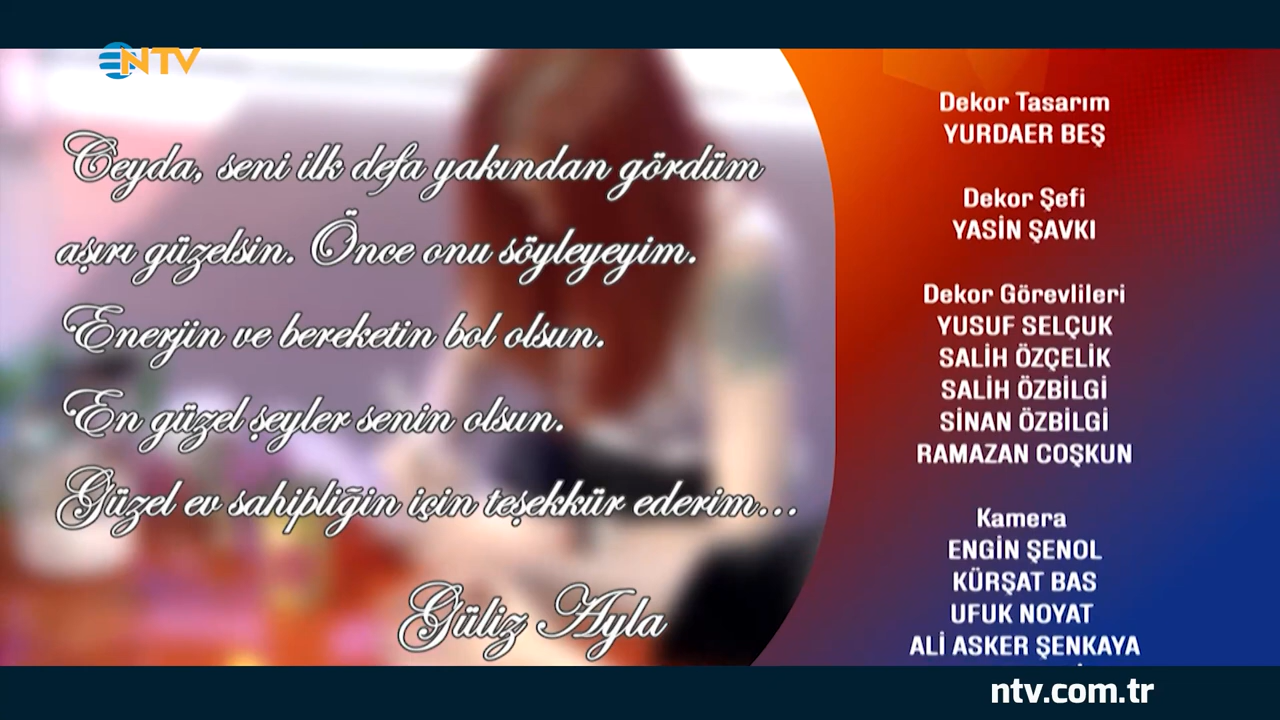 NTV
Ceyda, seni ilk defa yakından gördüm
aşırı güzelsin. Önce onu söyleyeyim.
Enerjin ve bereketin bol olsun.
En güzel şeyler senin olsun.
Güzel ev sahipliğin için teşekkür ederim...
Güliz Ayla
Dekor Tasarım
YURDAER BEŞ
Dekor Şefi
YASİN ŞAVKI
Dekor Görevlileri
YUSUF SELÇUK
SALİH ÖZÇELİK
SALİH ÖZBİLGİ
SİNAN ÖZBİLGİ
RAMAZAN COŞKUN
Kamera
ENGİN ŞENOL
KÜRŞAT BAS
UFUK NOYAT
ALİ ASKER ŞENKAYA
ntv.com.tr